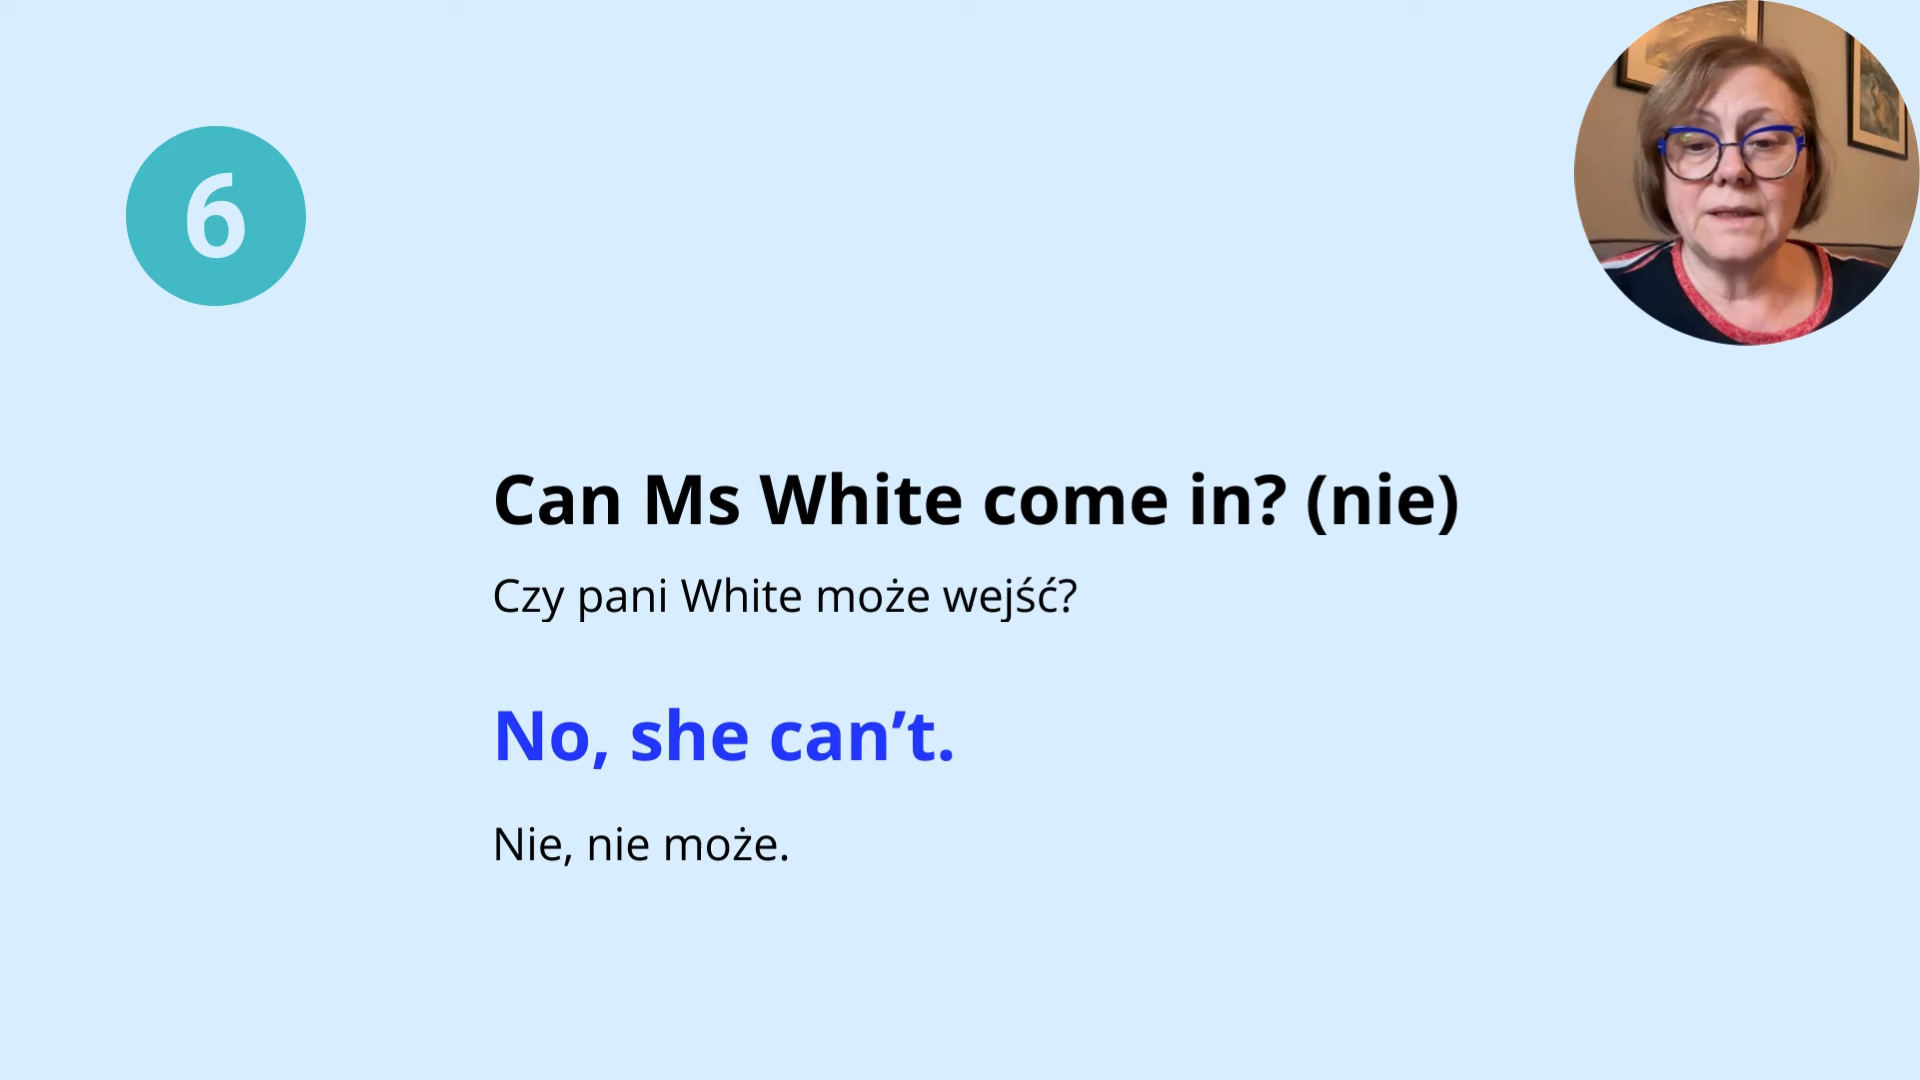 6
Can Ms White come in? (nie)
Czy pani White może wejść?
No, she can’t.
Nie, nie może.